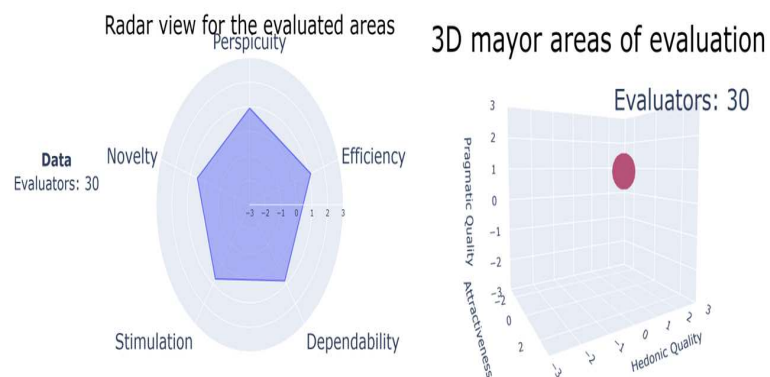 Radar view for the evaluated areas
Perspicuity
Novelty
Efficiency
Data
Evaluators: 30
−3 −2 −1 0 1 2 3
Stimulation
Dependability
3D mayor areas of evaluation
Evaluators: 30
3
2
1
0
−1
−2
−3
Pragmatic Quality
−2
0
2
Attractiveness
−3
−2
−1
0
1
2
3
Hedonic Quality